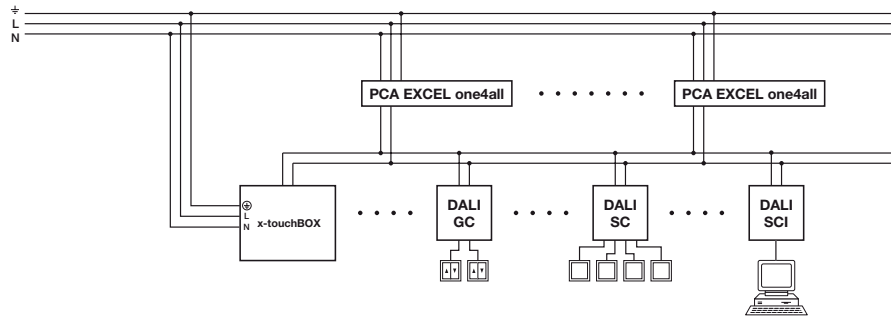 ⏚
L
N
PCA EXCEL one4all
PCA EXCEL one4all
⏚
L
N
x-touchBOX
DALI
GC
DALI
SC
DALI
SCI